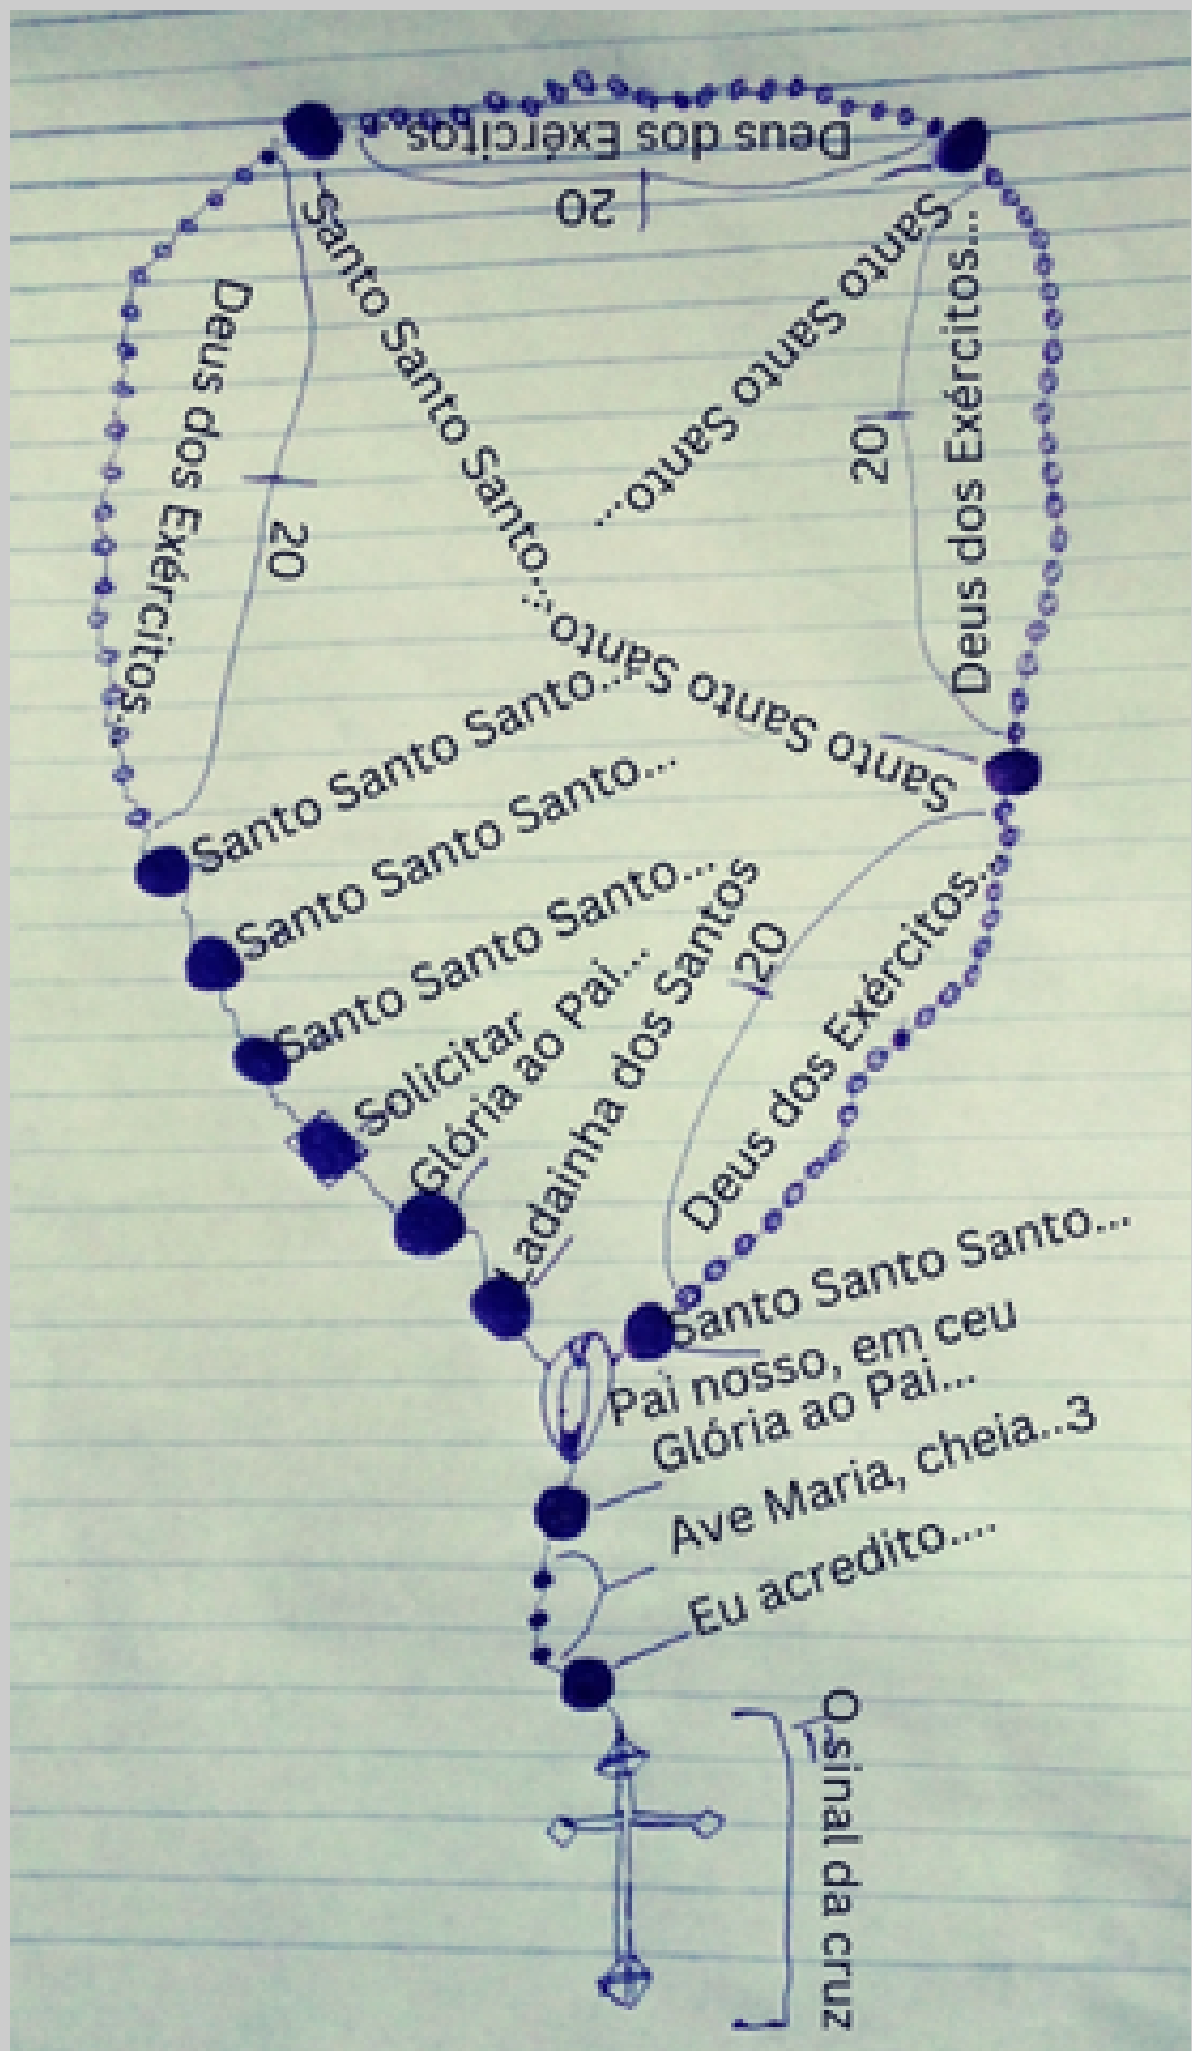 Deus dos Exércitos
20
Santo Santo Santo...
Santo Santo Santo...
Deus dos Exércitos...
20
Deus dos Exércitos.
20
Santo Santo Santo...
Santo Santo Santo...
Santo Santo Santo...
Santo Santo Santo...
Solicitar
Glória ao Pai...
Ladainha dos Santos
20
Deus dos Exércitos..
Santo Santo Santo...
Pai nosso, em ceu
Glória ao Pai...
Ave Maria, cheia..3
Eu acredito....
O sinal da cruz